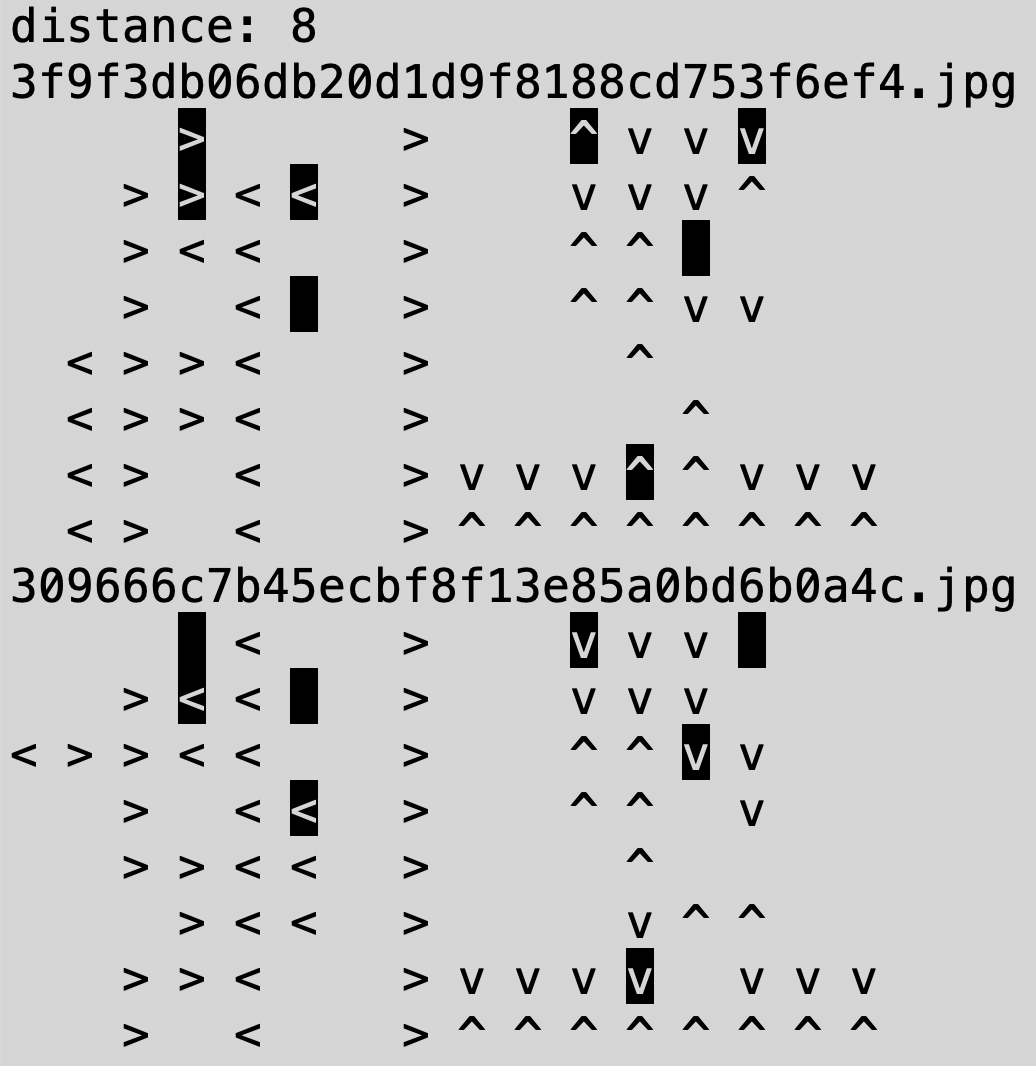 distance: 8
3f9f3db06db20d1d9f8188cd753f6ef4.jpg
      >       >     ^ v v v
    > > < <   >     v v v ^
    > < <     >     ^ ^
    >   <     >     ^ ^ v v
  < > > <     >       ^
  < > > <     >         ^
  < >   <     > v v v ^ ^ v v v
  < >   <     > ^ ^ ^ ^ ^ ^ ^ ^
309666c7b45ecbf8f13e85a0bd6b0a4c.jpg
        <     >     v v v
    > < <     >     v v v
< > > < <     >     ^ ^ v v
    >   < <   >     ^ ^   v
    > > < <   >       ^
      > < <   >       v ^ ^
    > > <     > v v v v   v v v
    >   <     > ^ ^ ^ ^ ^ ^ ^ ^